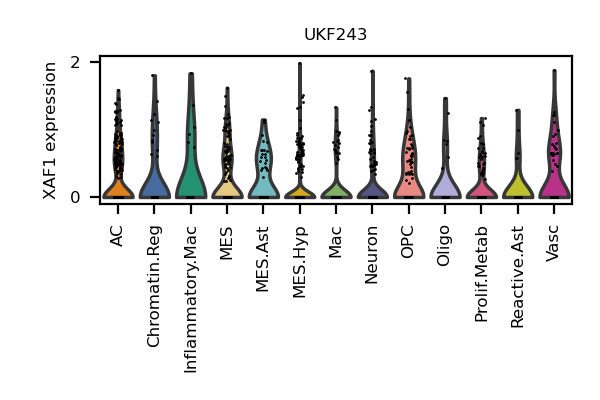 UKF243
XAF1 expression
2
0
AC
Chromatin.Reg
Inflammatory.Mac
MES
MES.Ast
MES.Hyp
Mac
Neuron
OPC
Oligo
Prolif.Metab
Reactive.Ast
Vasc